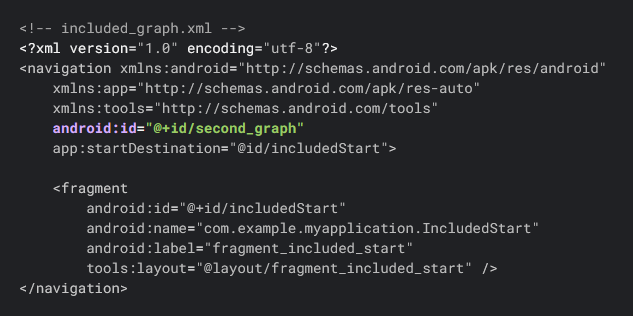 <!-- included_graph.xml -->
<?xml version="1.0" encoding="utf-8"?>
<navigation xmlns:android="http://schemas.android.com/apk/res/android"
    xmlns:app="http://schemas.android.com/apk/res-auto"
    xmlns:tools="http://schemas.android.com/tools"
    android:id="@+id/second_graph"
    app:startDestination="@id/includedStart">

    <fragment
        android:id="@+id/includedStart"
        android:name="com.example.myapplication.IncludedStart"
        android:label="fragment_included_start"
        tools:layout="@layout/fragment_included_start" />
</navigation>